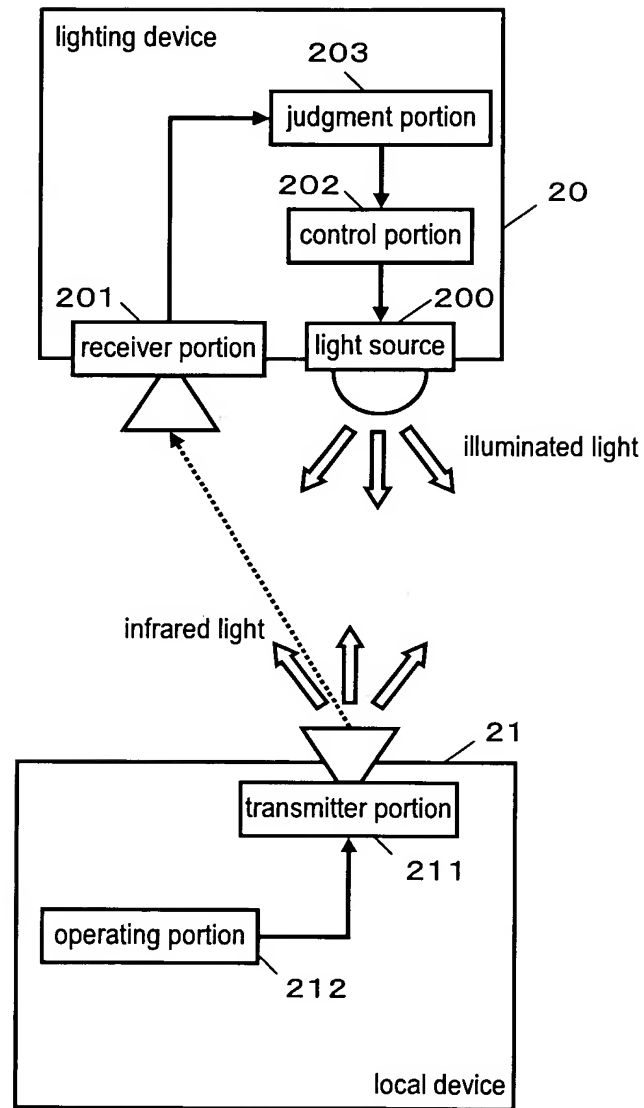 lighting device
203
judgment portion
202
20
control portion
201
200
receiver portion
light source
illuminated light
infrared light
21
transmitter portion
211
operating portion
212
local device